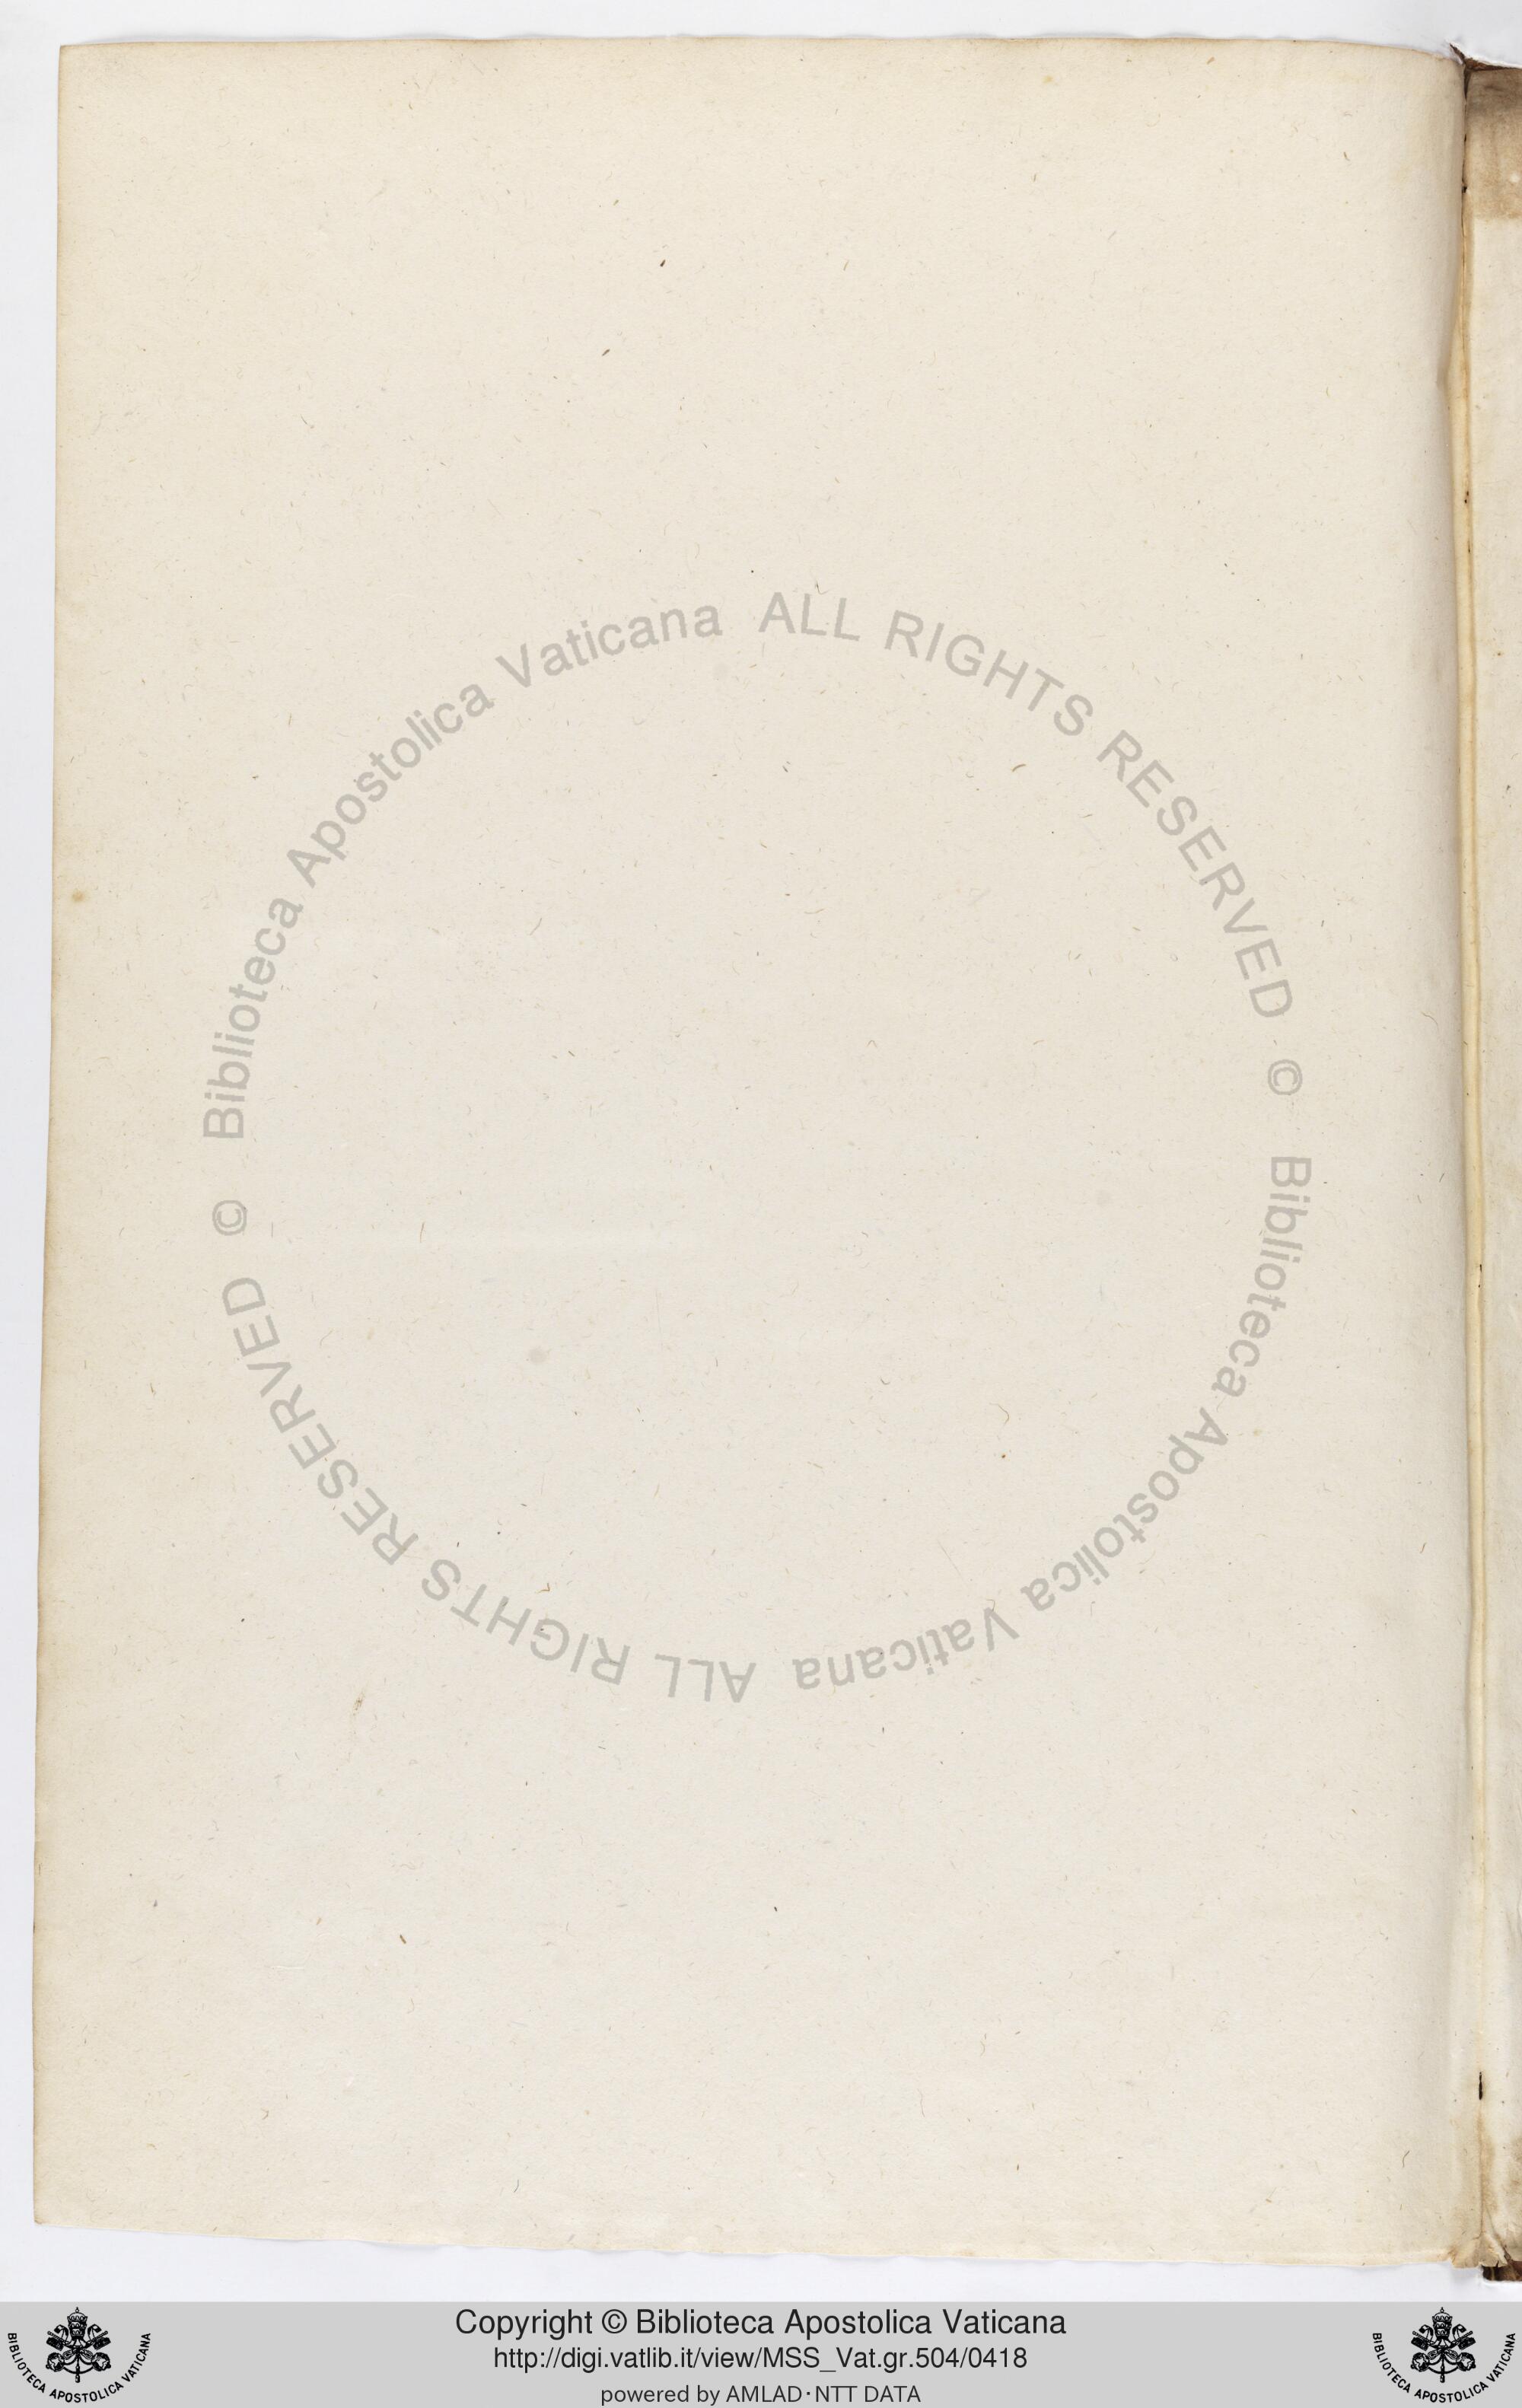 © Biblioteca Apostolica Vaticana ALL RIGHTS RESERVED
© Biblioteca Apostolica Vaticana ALL RIGHTS RESERVED
Copyright © Biblioteca Apostolica Vaticana
http://digi.vatlib.it/view/MSS_Vat.gr.504/0418
powered by AMLAD·NTT DATA
BIBLIOTECA APOSTOLICA VATICANA
BIBLIOTECA APOSTOLICA VATICANA